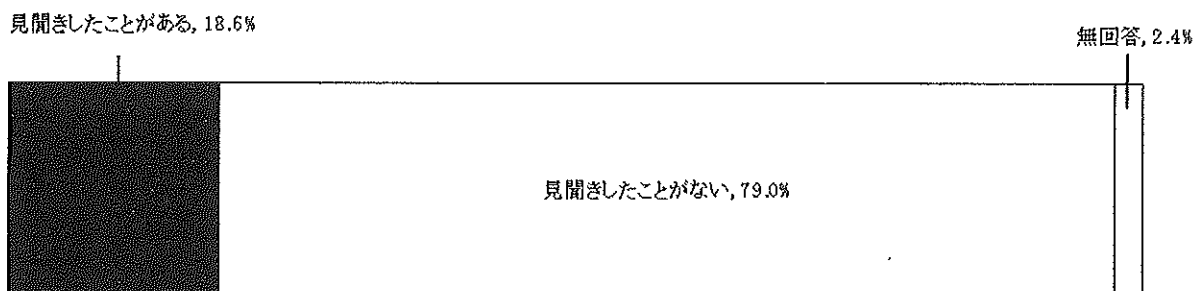 見聞きしたことがある, 18.6%
無回答, 2.4%
見聞きしたことがない, 79.0%